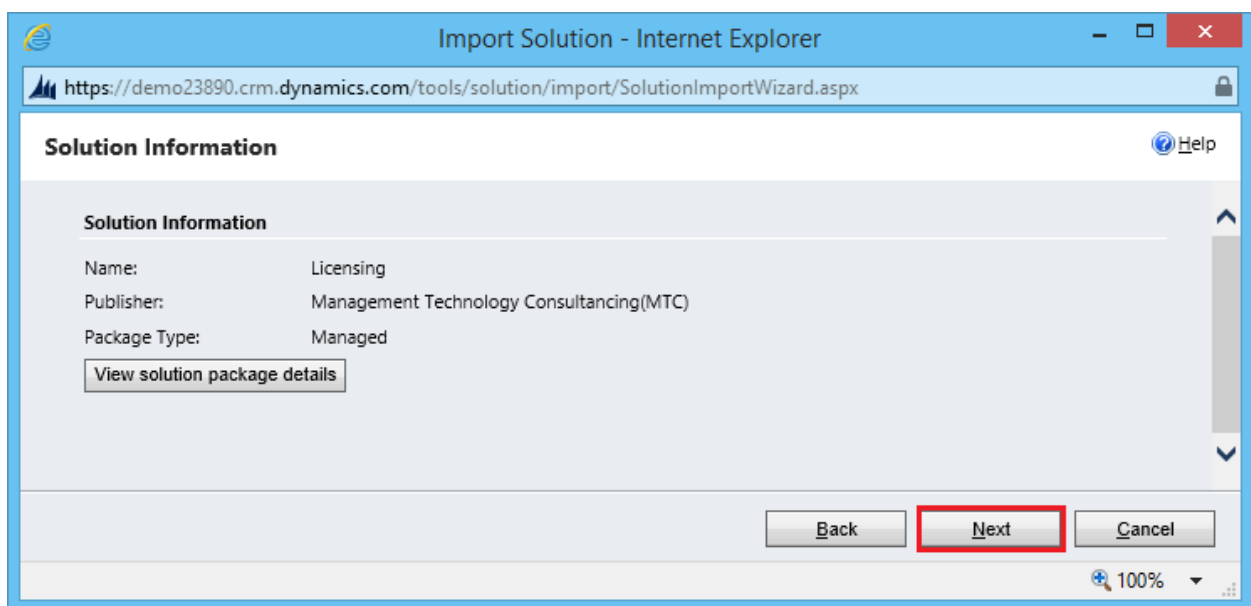 Import Solution - Internet Explorer
https://demo23890.crm.dynamics.com/tools/solution/import/SolutionImportWizard.aspx
Solution Information
Help
Solution Information
Name: Licensing
Publisher: Management Technology Consultancing(MTC)
Package Type: Managed
View solution package details
Back Next Cancel
100%